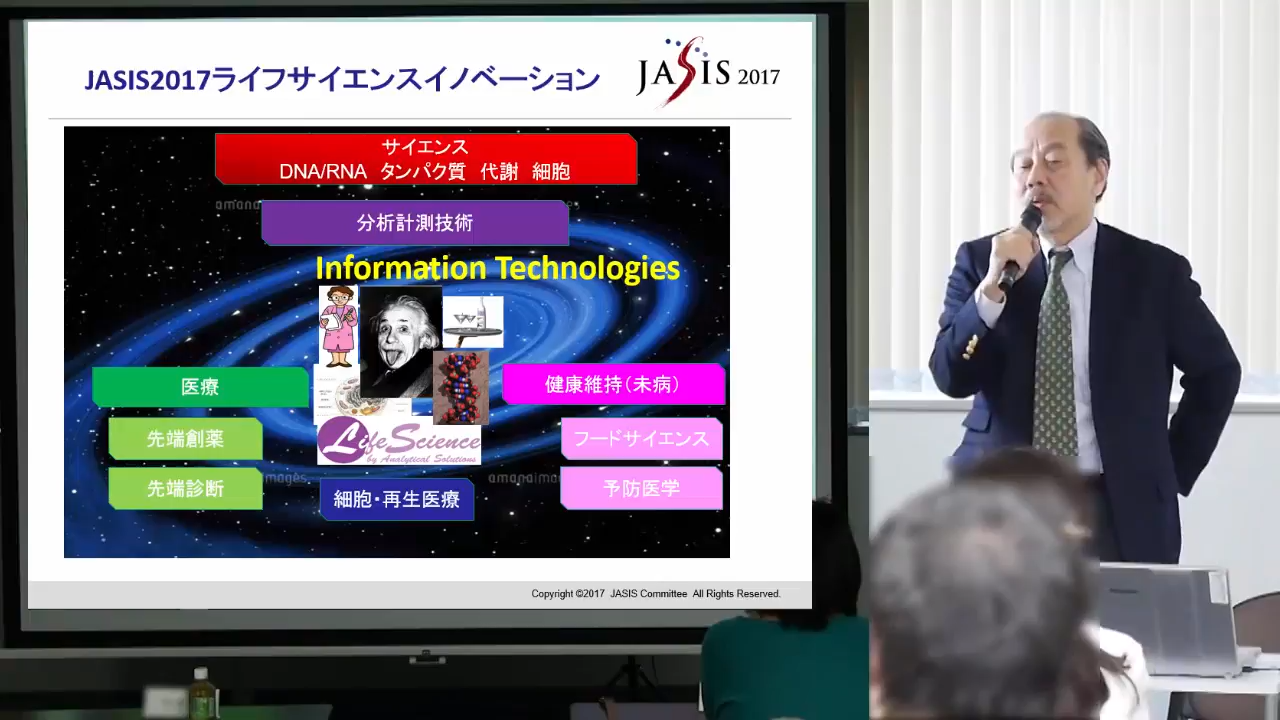 JASIS2017ライフサイエンスイノベーション
JASIS 2017
サイエンス
DNA/RNA タンパク質 代謝 細胞
分析計測技術
Information Technologies
医療
健康維持(未病)
先端創薬
フードサイエンス
LifeScience
by Analytical Solutions
先端診断
予防医学
細胞・再生医療
Copyright ©2017 JASIS Committee All Rights Reserved.